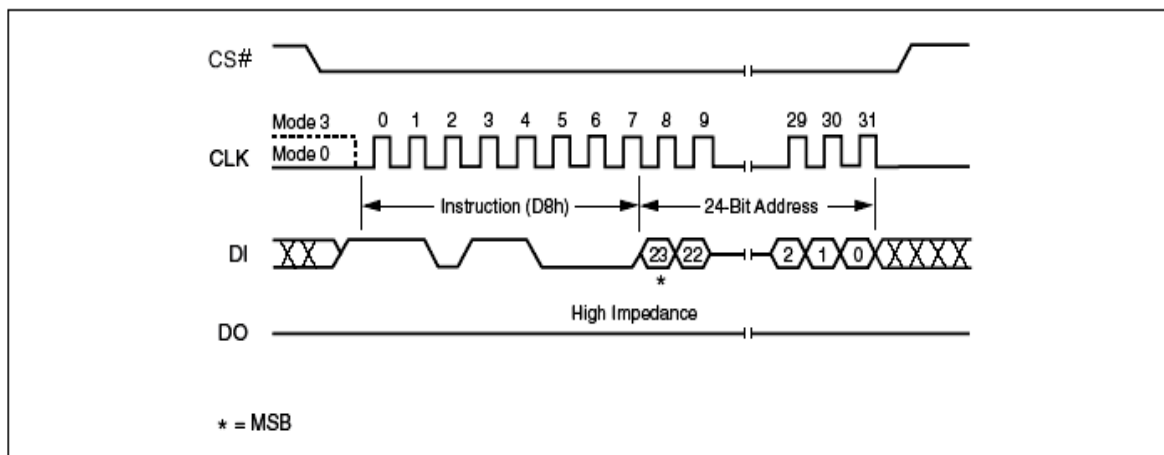 CS#
Mode 3
0 1 2 3 4 5 6 7 8 9 29 30 31
CLK
Mode 0
Instruction (D8h) 24-Bit Address
DI
23 22 2 1 0
*
High Impedance
DO
* = MSB